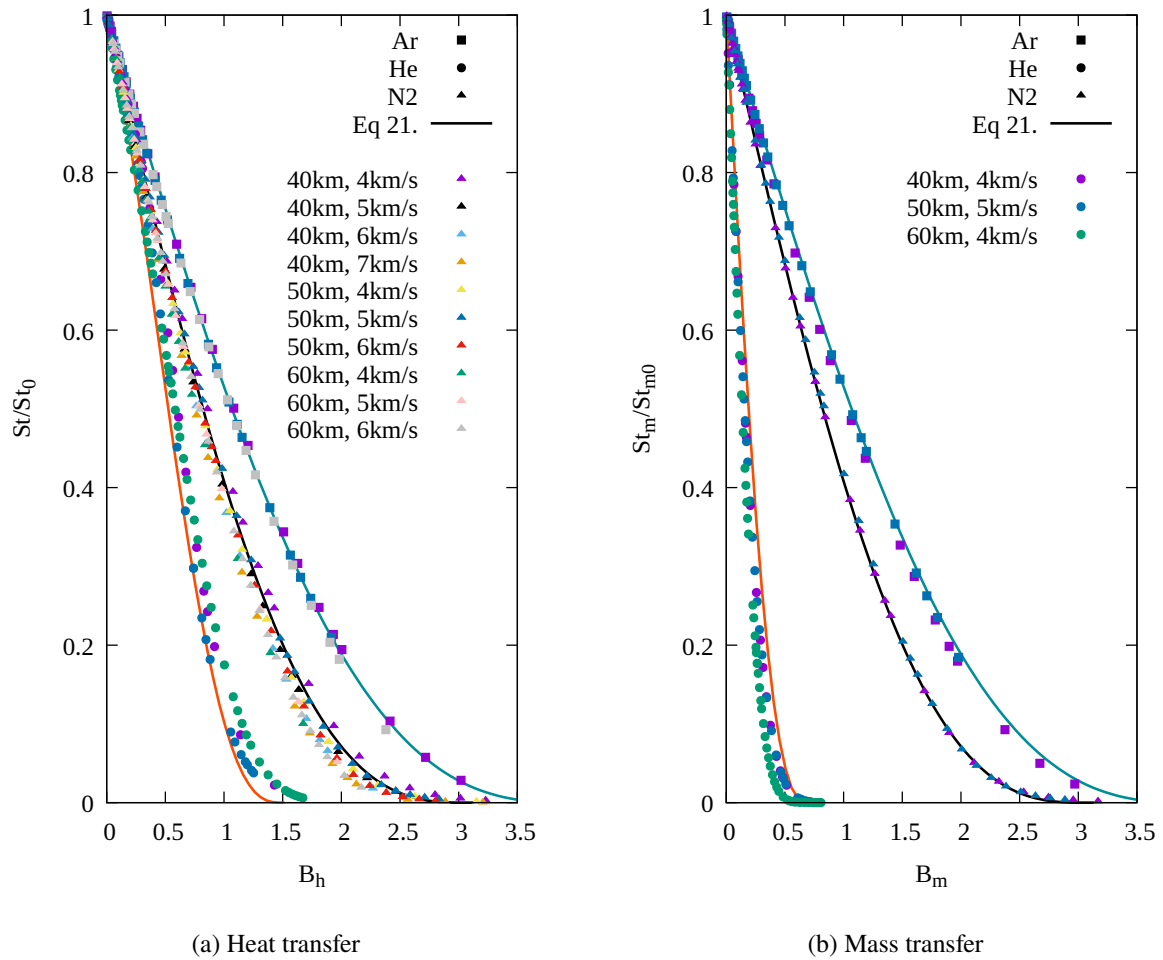 1
0.8
0.6
0.4
0.2
0
St/St0
0 0.5 1 1.5 2 2.5 3 3.5
Bh
Ar
He
N2
Eq 21.
40km, 4km/s
40km, 5km/s
40km, 6km/s
40km, 7km/s
50km, 4km/s
50km, 5km/s
50km, 6km/s
60km, 4km/s
60km, 5km/s
60km, 6km/s
(a) Heat transfer
1
0.8
0.6
0.4
0.2
0
Stm/Stm0
0 0.5 1 1.5 2 2.5 3 3.5
Bm
Ar
He
N2
Eq 21.
40km, 4km/s
50km, 5km/s
60km, 4km/s
(b) Mass transfer